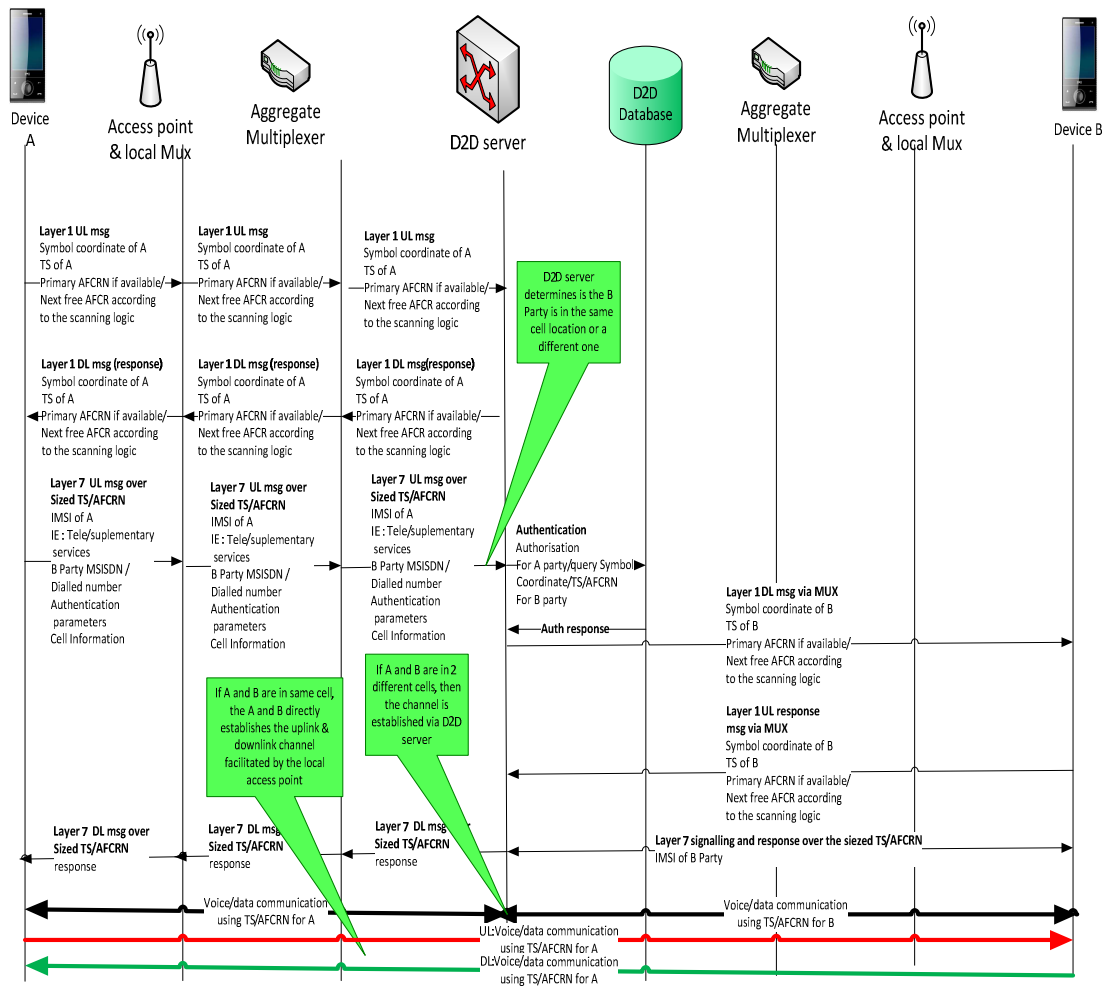 Device
A
Access point
& local Mux
Aggregate
Multiplexer
D2D server
D2D
Database
Aggregate
Multiplexer
Access point
& local Mux
Device B
Layer 1 UL msg
Symbol coordinate of A
TS of A
Primary AFCRN if available/
Next free AFCR according
to the scanning logic
Layer 1 UL msg
Symbol coordinate of A
TS of A
Primary AFCRN if available/
Next free AFCR according
to the scanning logic
Layer 1 UL msg
Symbol coordinate of A
TS of A
Primary AFCRN if available/
Next free AFCR according
to the scanning logic
D2D server
determines is the B
Party is in the same
cell location or a
different one
Layer 1 DL msg (response)
Symbol coordinate of A
TS of A
Primary AFCRN if available/
Next free AFCR according
to the scanning logic
Layer 1 DL msg (response)
Symbol coordinate of A
TS of A
Primary AFCRN if available/
Next free AFCR according
to the scanning logic
Layer 1 DL msg(response)
Symbol coordinate of A
TS of A
Primary AFCRN if available/
Next free AFCR according
to the scanning logic
Layer 7 UL msg over
Sized TS/AFCRN
IMSI of A
IE : Tele/suplementary
services
B Party MSISDN /
Dialled number
Authentication
parameters
Cell Information
Layer 7 UL msg over
Sized TS/AFCRN
IMSI of A
IE : Tele/suplementary
services
B Party MSISDN /
Dialled number
Authentication
parameters
Cell Information
Layer 7 UL msg over
Sized TS/AFCRN
IMSI of A
IE : Tele/suplementary
services
B Party MSISDN /
Dialled number
Authentication
parameters
Cell Information
Authentication
Authorisation
For A party/query Symbol
Coordinate/TS/AFCRN
For B party
Auth response
Layer 1 DL msg via MUX
Symbol coordinate of B
TS of B
Primary AFCRN if available/
Next free AFCR according
to the scanning logic
If A and B are in same cell,
the A and B directly
establishes the uplink &
downlink channel
facilitated by the local
access point
If A and B are in 2
different cells, then
the channel is
established via D2D
server
Layer 1 UL response
msg via MUX
Symbol coordinate of B
TS of B
Primary AFCRN if available/
Next free AFCR according
to the scanning logic
Layer 7 DL msg over
Sized TS/AFCRN
response
Layer 7 DL msg
Sized TS/AFCRN
response
Layer 7 DL msg
Sized TS/AFCRN
response
Layer 7 signalling and response over the siezed TS/AFCRN
IMSI of B Party
Voice/data communication
using TS/AFCRN for A
Voice/data communication
using TS/AFCRN for B
UL:Voice/data communication
using TS/AFCRN for A
DL:Voice/data communication
using TS/AFCRN for A